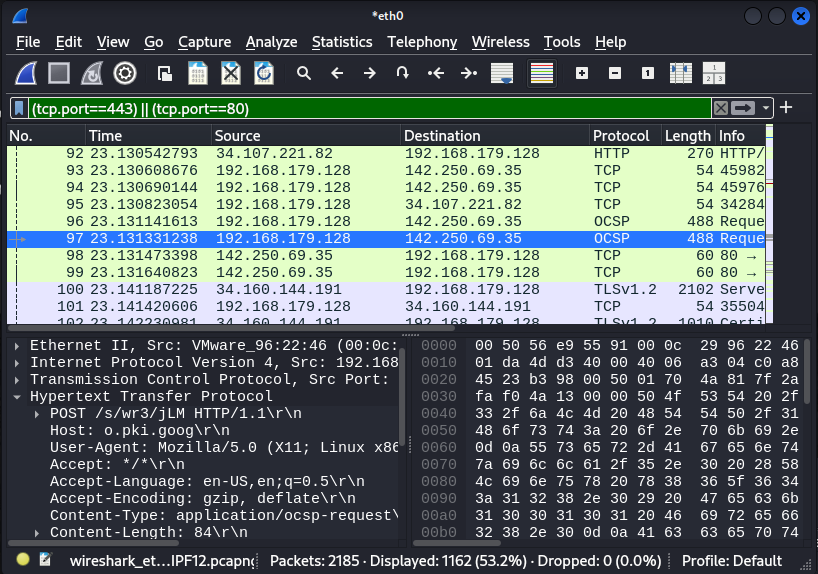 *eth0
File Edit View Go Capture Analyze Statistics Telephony Wireless Tools Help
(tcp.port==443) || (tcp.port==80)
No. Time Source Destination Protocol Length Info
92 23.130542793 34.107.221.82 192.168.179.128 HTTP 270 HTTP/
93 23.130608676 192.168.179.128 142.250.69.35 TCP 54 45982
94 23.130690144 192.168.179.128 142.250.69.35 TCP 54 45976
95 23.130823054 192.168.179.128 34.107.221.82 TCP 54 34284
96 23.131141613 192.168.179.128 142.250.69.35 OCSP 488 Reque
97 23.131331238 192.168.179.128 142.250.69.35 OCSP 488 Reque
98 23.131473398 142.250.69.35 192.168.179.128 TCP 60 80 →
99 23.131640823 142.250.69.35 192.168.179.128 TCP 60 80 →
100 23.141187225 34.160.144.191 192.168.179.128 TLSv1.2 2102 Serve
101 23.141420606 192.168.179.128 34.160.144.191 TCP 54 35504
102 23.142230981 34.160.144.191 192.168.179.128 TLSv1.2 1010 Certi
Ethernet II, Src: VMware_96:22:46 (00:0c:
Internet Protocol Version 4, Src: 192.168
Transmission Control Protocol, Src Port:
Hypertext Transfer Protocol
POST /s/wr3/jLM HTTP/1.1\r\n
Host: o.pki.goog\r\n
User-Agent: Mozilla/5.0 (X11; Linux x86
Accept: */*\r\n
Accept-Language: en-US,en;q=0.5\r\n
Accept-Encoding: gzip, deflate\r\n
Content-Type: application/ocsp-request\
Content-Length: 84\r\n
0000 00 50 56 e9 55 91 00 0c 29 96 22 46
0010 01 da 4d d3 40 00 40 06 a3 04 c0 a8
0020 45 23 b3 98 00 50 01 70 4a 81 7f 2a
0030 fa f0 4a 13 00 00 50 4f 53 54 20 2f
0040 33 2f 6a 4c 4d 20 48 54 54 50 2f 31
0050 48 6f 73 74 3a 20 6f 2e 70 6b 69 2e
0060 0d 0a 55 73 65 72 2d 41 67 65 6e 74
0070 7a 69 6c 6c 61 2f 35 2e 30 20 28 58
0080 4c 69 6e 75 78 20 78 38 36 5f 36 34
0090 3a 31 32 38 2e 30 29 20 47 65 63 6b
00a0 31 30 30 31 30 31 20 46 69 72 65 66
00b0 32 38 2e 30 0d 0a 41 63 63 65 70 74
wireshark_et...IPF12.pcapng
Packets: 2185 · Displayed: 1162 (53.2%) · Dropped: 0 (0.0%)
Profile: Default